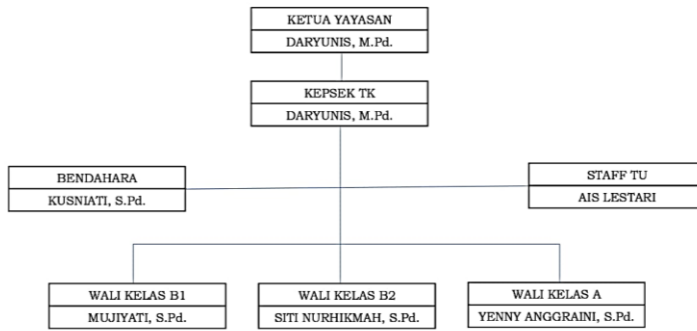 KETUA YAYASAN
DARYUNIS, M.Pd.
KEPSEK TK
DARYUNIS, M.Pd.
BENDAHARA
KUSNIATI, S.Pd.
STAFF TU
AIS LESTARI
WALI KELAS B1
MUJIYATI, S.Pd.
WALI KELAS B2
SITI NURHIKMAH, S.Pd.
WALI KELAS A
YENNY ANGGRAINI, S.Pd.